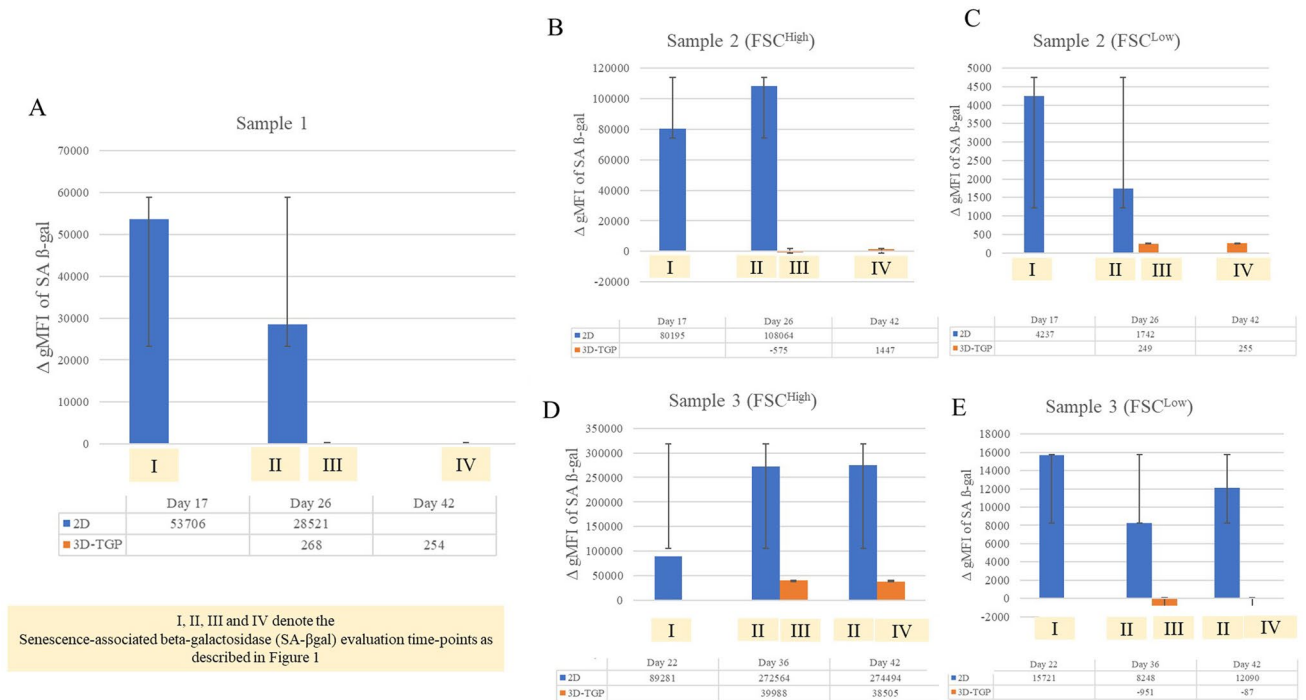 A
Sample 1
Δ gMFI of SA ß-gal
70000
60000
50000
40000
30000
20000
10000
0
I
II
III
IV
Day 17 Day 26 Day 42
2D 53706 28521
3D-TGP 268 254
I, II, III and IV denote the
Senescence-associated beta-galactosidase (SA-βgal) evaluation time-points as
described in Figure 1
B
Sample 2 (FSCHigh)
Δ gMFI of SA ß-gal
120000
100000
80000
60000
40000
20000
0
-20000
I
II
III
IV
Day 17 Day 26 Day 42
2D 80195 108064
3D-TGP -575 1447
C
Sample 2 (FSCLow)
Δ gMFI of SA ß-gal
5000
4500
4000
3500
3000
2500
2000
1500
1000
500
0
I
II
III
IV
Day 17 Day 26 Day 42
2D 4237 1742
3D-TGP 249 255
D
Sample 3 (FSCHigh)
Δ gMFI of SA ß-gal
350000
300000
250000
200000
150000
100000
50000
0
I
II
III
II
IV
Day 22 Day 36 Day 42
2D 89281 272564 274494
3D-TGP 39988 38505
E
Sample 3 (FSCLow)
Δ gMFI of SA ß-gal
18000
16000
14000
12000
10000
8000
6000
4000
2000
0
-2000
I
II
III
II
IV
Day 22 Day 36 Day 42
2D 15721 8248 12090
3D-TGP -951 -87